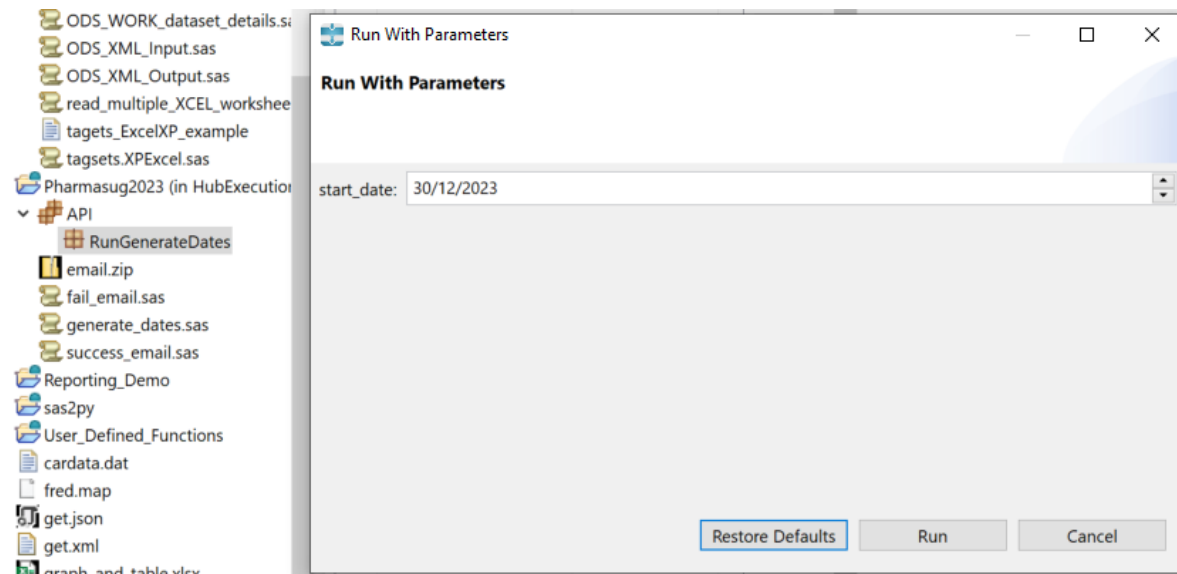 ODS_WORK_dataset_details.sa
ODS_XML_Input.sas
ODS_XML_Output.sas
read_multiple_XCEL_workshee
tagets_ExcelXP_example
tagsets.XPExcel.sas
Pharmasug2023 (in HubExecution
API
RunGenerateDates
email.zip
fail_email.sas
generate_dates.sas
success_email.sas
Reporting_Demo
sas2py
User_Defined_Functions
cardata.dat
fred.map
get.json
get.xml
graph_and_table.xlsx
Run With Parameters
Run With Parameters
start_date: 30/12/2023
Restore Defaults Run Cancel